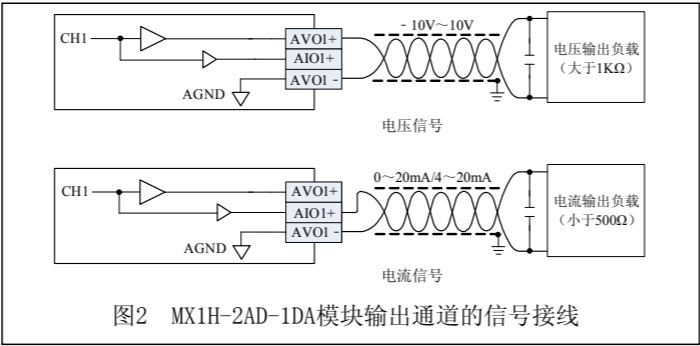 CH1
AVO1+
AIO1+
AVO1 -
AGND
- 10V～10V
电压输出负载
（大于1KΩ）
电压信号
CH1
AVO1+
AIO1+
AVO1 -
AGND
0～20mA/4～20mA
电流输出负载
（小于500Ω）
电流信号
图2 MX1H-2AD-1DA模块输出通道的信号接线